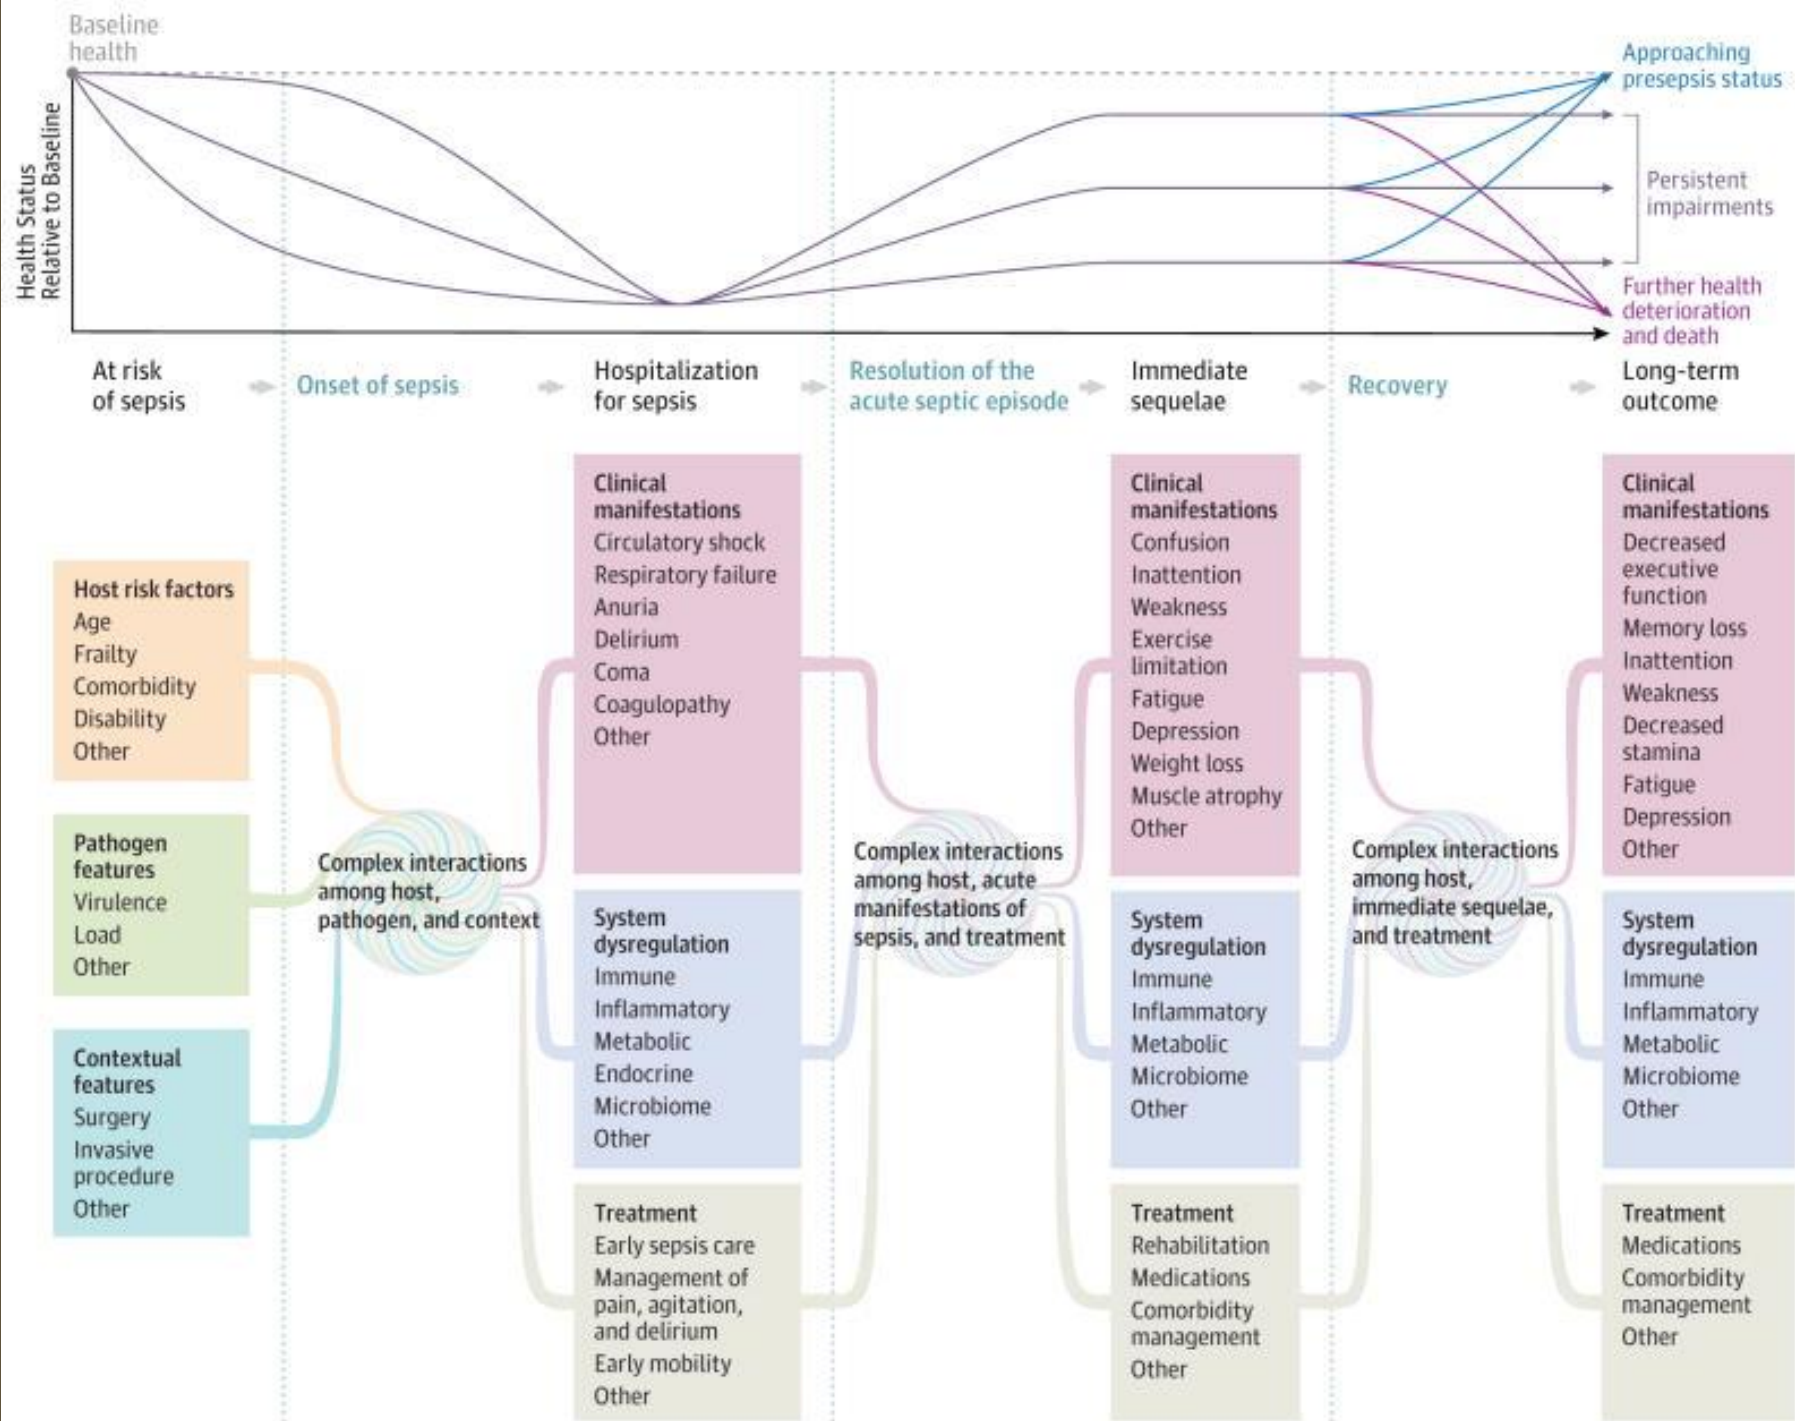 Baseline
health
Health Status
Relative to Baseline
Approaching
presepsis status
Persistent
impairments
Further health
deterioration
and death
At risk
of sepsis
Onset of sepsis
Hospitalization
for sepsis
Resolution of the
acute septic episode
Immediate
sequelae
Recovery
Long-term
outcome
Host risk factors
Age
Frailty
Comorbidity
Disability
Other
Pathogen
features
Virulence
Load
Other
Contextual
features
Surgery
Invasive
procedure
Other
Complex interactions
among host,
pathogen, and context
Clinical
manifestations
Circulatory shock
Respiratory failure
Anuria
Delirium
Coma
Coagulopathy
Other
System
dysregulation
Immune
Inflammatory
Metabolic
Endocrine
Microbiome
Other
Treatment
Early sepsis care
Management of
pain, agitation,
and delirium
Early mobility
Other
Complex interactions
among host, acute
manifestations of
sepsis, and treatment
Clinical
manifestations
Confusion
Inattention
Weakness
Exercise
limitation
Fatigue
Depression
Weight loss
Muscle atrophy
Other
System
dysregulation
Immune
Inflammatory
Metabolic
Microbiome
Other
Treatment
Rehabilitation
Medications
Comorbidity
management
Other
Complex interactions
among host,
immediate sequelae,
and treatment
Clinical
manifestations
Decreased
executive
function
Memory loss
Inattention
Weakness
Decreased
stamina
Fatigue
Depression
Other
System
dysregulation
Immune
Inflammatory
Metabolic
Microbiome
Other
Treatment
Medications
Comorbidity
management
Other